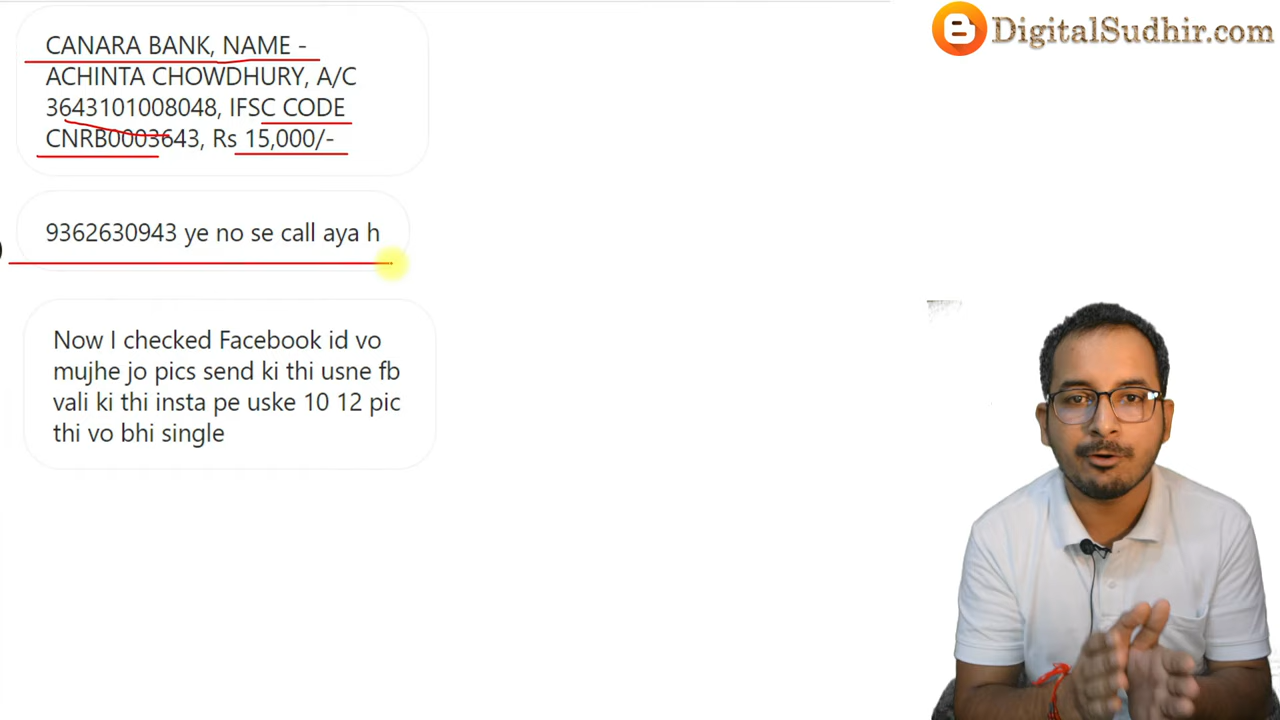 CANARA BANK, NAME -
ACHINTA CHOWDHURY, A/C
3643101008048, IFSC CODE
CNRB0003643, Rs 15,000/-
9362630943 ye no se call aya h
Now I checked Facebook id vo
mujhe jo pics send ki thi usne fb
vali ki thi insta pe uske 10 12 pic
thi vo bhi single
DigitalSudhir.com